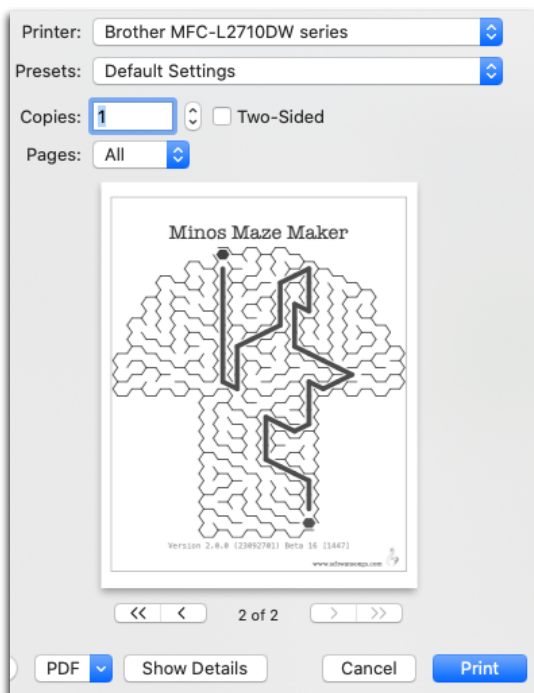 Printer: Brother MFC-L2710DW series
Presets: Default Settings
Copies: 1 Two-Sided
Pages: All
Minos Maze Maker
Version 2.0.0 (23092701) Beta 16 [1447]
www.schwansongs.com
<< < 2 of 2 > >>
PDF Show Details Cancel Print